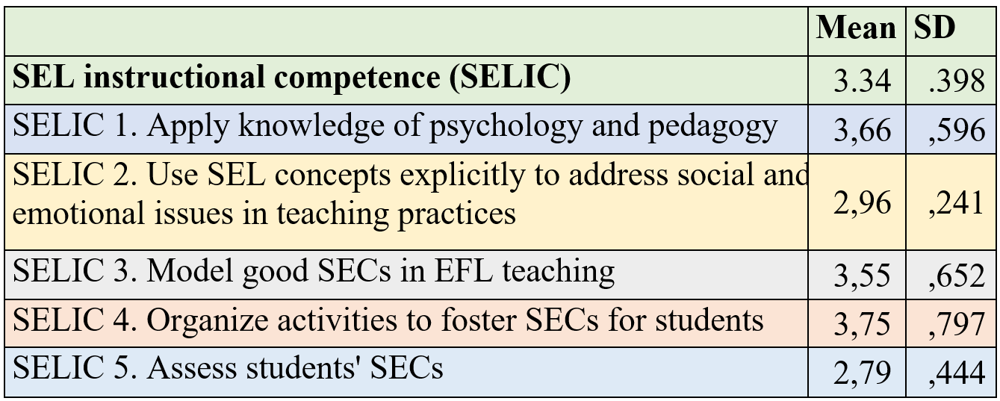 Mean SD
SEL instructional competence (SELIC) 3.34 .398
SELIC 1. Apply knowledge of psychology and pedagogy 3,66 ,596
SELIC 2. Use SEL concepts explicitly to address social and
emotional issues in teaching practices 2,96 ,241
SELIC 3. Model good SECs in EFL teaching 3,55 ,652
SELIC 4. Organize activities to foster SECs for students 3,75 ,797
SELIC 5. Assess students' SECs 2,79 ,444